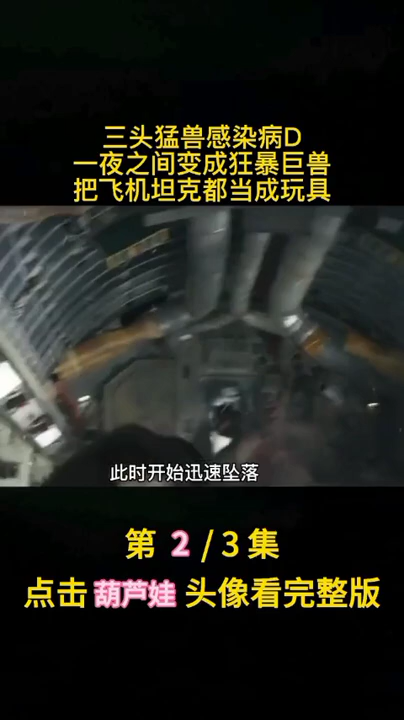 三头猛兽感染病D
一夜之间变成狂暴巨兽
把飞机坦克都当成玩具
此时开始迅速坠落
第 2 / 3 集
点击 葫芦娃 头像看完整版